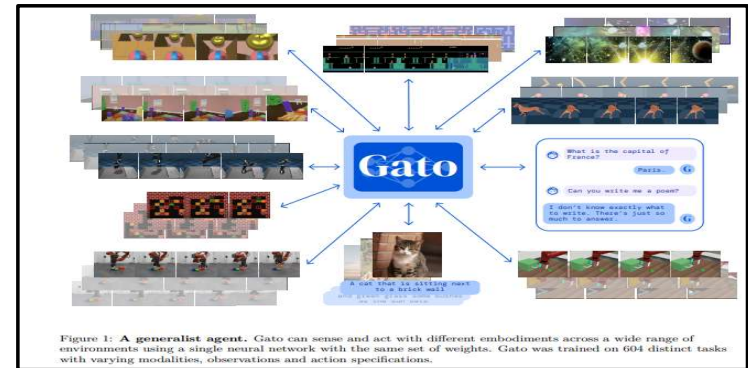 What is the capital of
France?
Paris.
G
Gato
Can you write me a poem?
I don't know exactly what
to write. There's just so
much to answer.
G
A cat that is sitting next
to a brick wall
Figure 1: A generalist agent. Gato can sense and act with different embodiments across a wide range of
environments using a single neural network with the same set of weights. Gato was trained on 604 distinct tasks
with varying modalities, observations and action specifications.